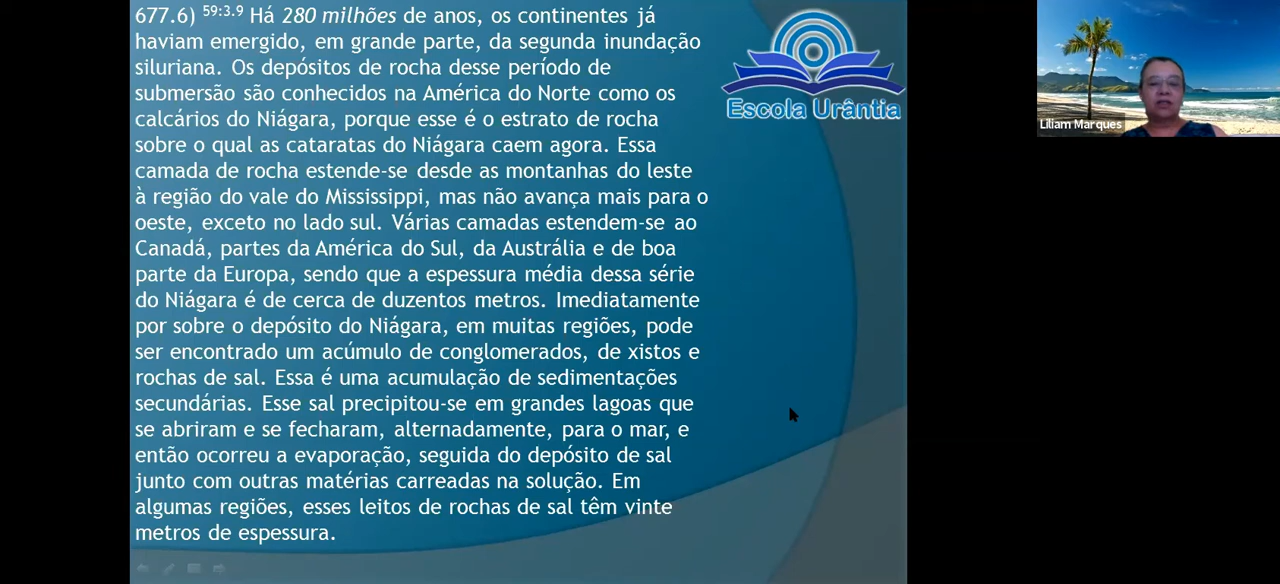 677.6) 59:3.9 Há 280 milhões de anos, os continentes já
haviam emergido, em grande parte, da segunda inundação
siluriana. Os depósitos de rocha desse período de
submersão são conhecidos na América do Norte como os
calcários do Niágara, porque esse é o estrato de rocha
sobre o qual as cataratas do Niágara caem agora. Essa
camada de rocha estende-se desde as montanhas do leste
à região do vale do Mississippi, mas não avança mais para o
oeste, exceto no lado sul. Várias camadas estendem-se ao
Canadá, partes da América do Sul, da Austrália e de boa
parte da Europa, sendo que a espessura média dessa série
do Niágara é de cerca de duzentos metros. Imediatamente
por sobre o depósito do Niágara, em muitas regiões, pode
ser encontrado um acúmulo de conglomerados, de xistos e
rochas de sal. Essa é uma acumulação de sedimentações
secundárias. Esse sal precipitou-se em grandes lagoas que
se abriram e se fecharam, alternadamente, para o mar, e
então ocorreu a evaporação, seguida do depósito de sal
junto com outras matérias carreadas na solução. Em
algumas regiões, esses leitos de rochas de sal têm vinte
metros de espessura.
Escola Urântia
Liliam Marques